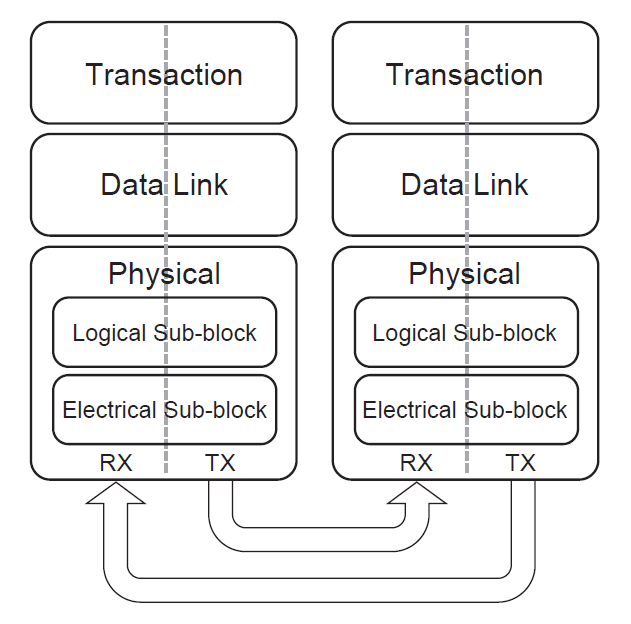 Transaction
Transaction
Data Link
Data Link
Physical
Physical
Logical Sub-block
Logical Sub-block
Electrical Sub-block
Electrical Sub-block
RX TX
RX TX